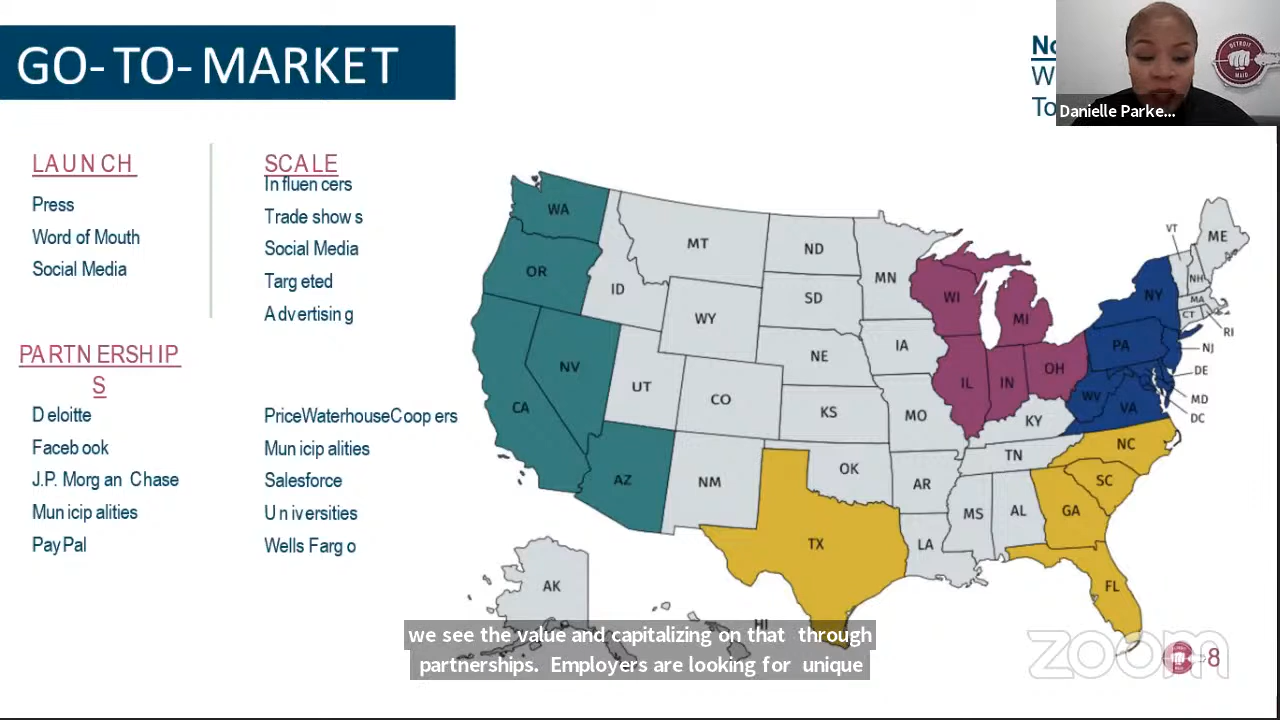 GO-TO-MARKET
LAUNCH
Press
Word of Mouth
Social Media
SCALE
Influencers
Trade shows
Social Media
Targeted
Advertising
PARTNERSHIP
S
Deloitte
Facebook
J.P. Morgan Chase
Municipalities
PayPal
PriceWaterhouseCoopers
Municipalities
Salesforce
Universities
Wells Fargo
Danielle Parke...
DETROIT
MAID
WA
OR
CA
NV
AZ
ID
MT
WY
UT
CO
NM
ND
SD
NE
KS
OK
TX
MN
IA
MO
AR
LA
WI
IL
MI
IN
OH
KY
TN
MS
AL
GA
FL
SC
NC
VA
WV
PA
NY
VT
NH
ME
MA
CT
RI
NJ
DE
MD
DC
AK
HI
we see the value and capitalizing on that through
partnerships. Employers are looking for unique
zoom
8